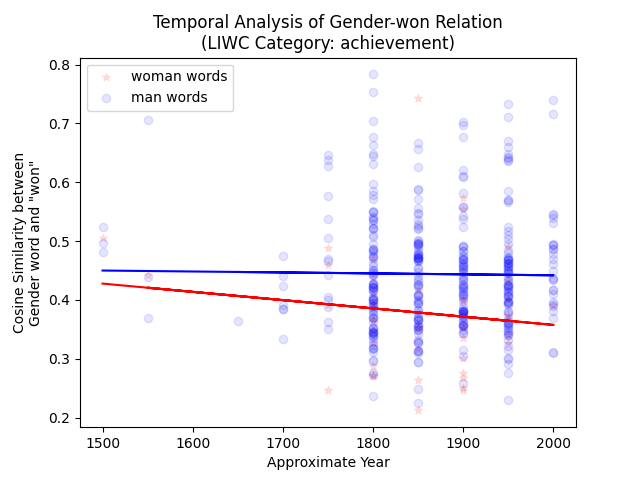 Temporal Analysis of Gender-won Relation
(LIWC Category: achievement)
woman words
man words
Cosine Similarity between
Gender word and "won"
0.8
0.7
0.6
0.5
0.4
0.3
0.2
1500
1600
1700
1800
1900
2000
Approximate Year